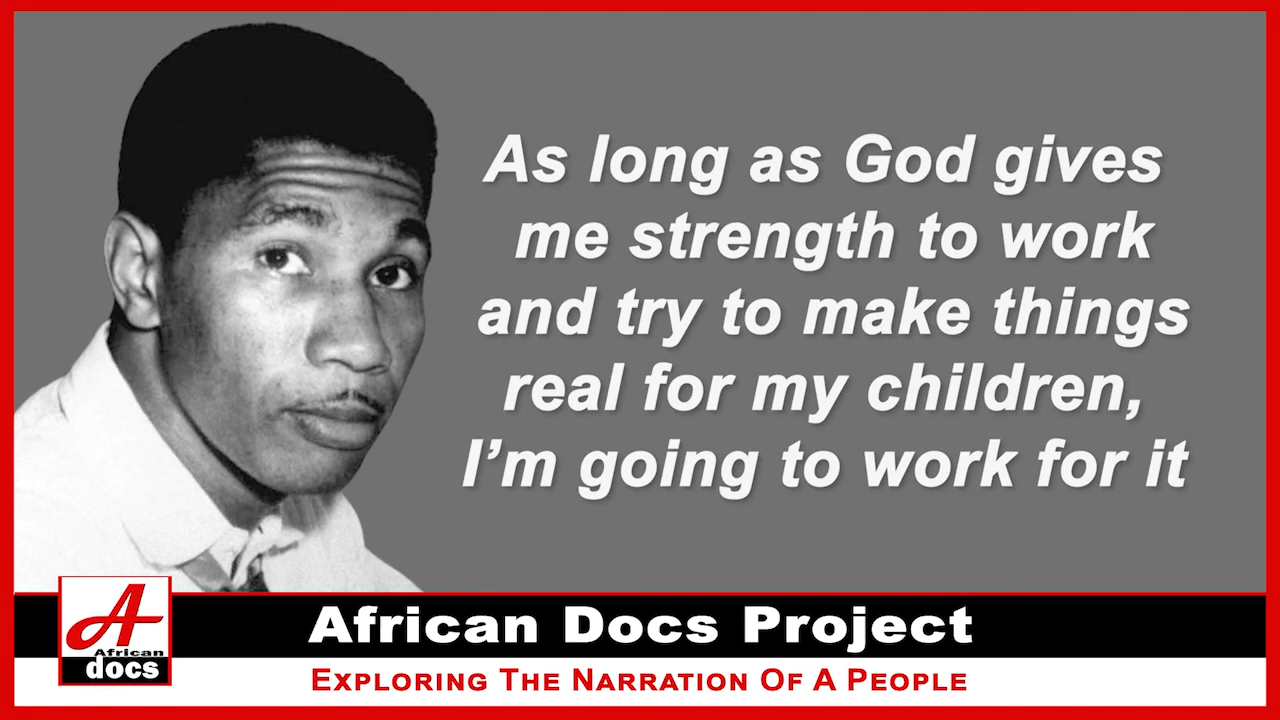 As long as God gives
me strength to work
and try to make things
real for my children,
I’m going to work for it
A
African
docs
African Docs Project
Exploring The Narration Of A People